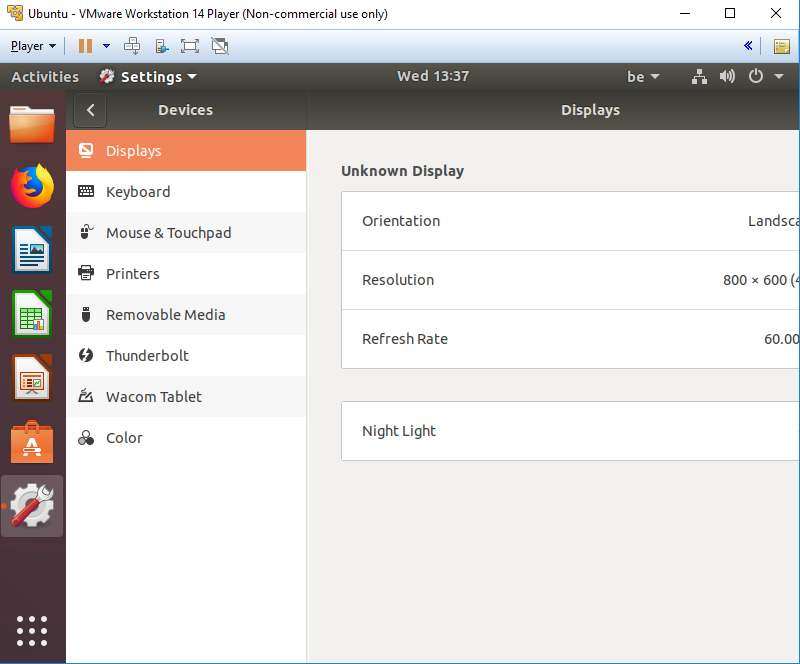 Ubuntu - VMware Workstation 14 Player (Non-commercial use only)
Player
Activities Settings Wed 13:37 be
Devices Displays
Displays
Keyboard
Mouse & Touchpad
Printers
Removable Media
Thunderbolt
Wacom Tablet
Color
Unknown Display
Orientation Landsca
Resolution 800 × 600 (4
Refresh Rate 60.00
Night Light